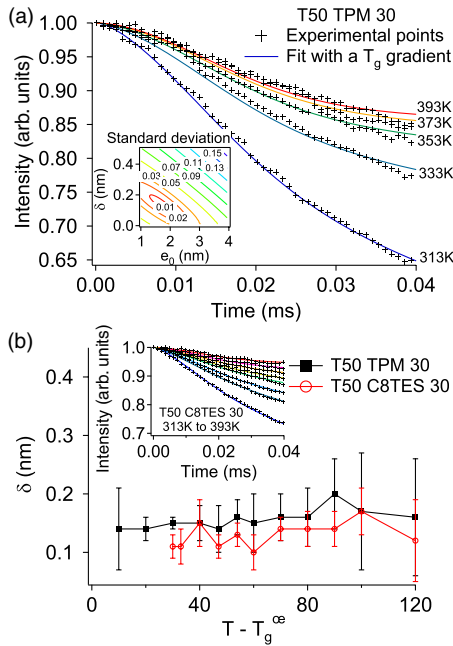 (a)
T50 TPM 30
Experimental points
Fit with a Tg gradient
Intensity (arb. units)
1.00
0.95
0.90
0.85
0.80
0.75
0.70
0.65
393K
373K
353K
333K
313K
Standard deviation
δ (nm)
0.4
0.2
0.0
0.15
0.11
0.13
0.07
0.09
0.03
0.05
0.01
0.02
1 2 3 4
e0 (nm)
0.00 0.01 0.02 0.03 0.04
Time (ms)
(b)
Intensity (arb. units)
1.0
0.9
0.8
0.7
T50 C8TES 30
313K to 393K
0.00 0.02 0.04
Time (ms)
T50 TPM 30
T50 C8TES 30
δ (nm)
0.4
0.3
0.2
0.1
0 40 80 120
T - Tg œ